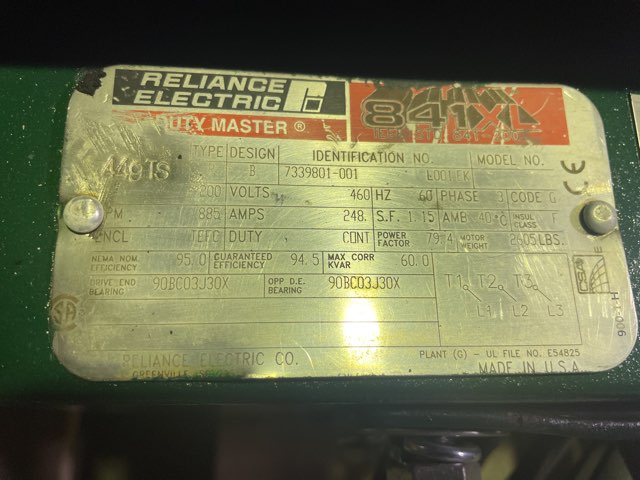 RELIANCE
ELECTRIC
DUTY MASTER ®
841XL
TYPE DESIGN IDENTIFICATION NO. MODEL NO.
449TS P B 7339801-001
VOLTS 460 HZ 60 PHASE 3 CODE G
885 AMPS 248. S.F. 1.15 AMB 40°C INSUL CLASS F
ENCL TEFC DUTY CONT POWER FACTOR 79.4 MOTOR WEIGHT 2605 LBS.
NEMA NOM. EFFICIENCY 95.0 GUARANTEED EFFICIENCY 94.5 MAX CORR KVAR 60.0
DRIVE END BEARING 90BC03J30X OPP D.E. BEARING 90BC03J30X
T1 T2 T3
L1 L2 L3
CE
SA
RELIANCE ELECTRIC CO.
GREENVILLE
PLANT (G) - UL FILE NO. E54825
MADE IN U.S.A